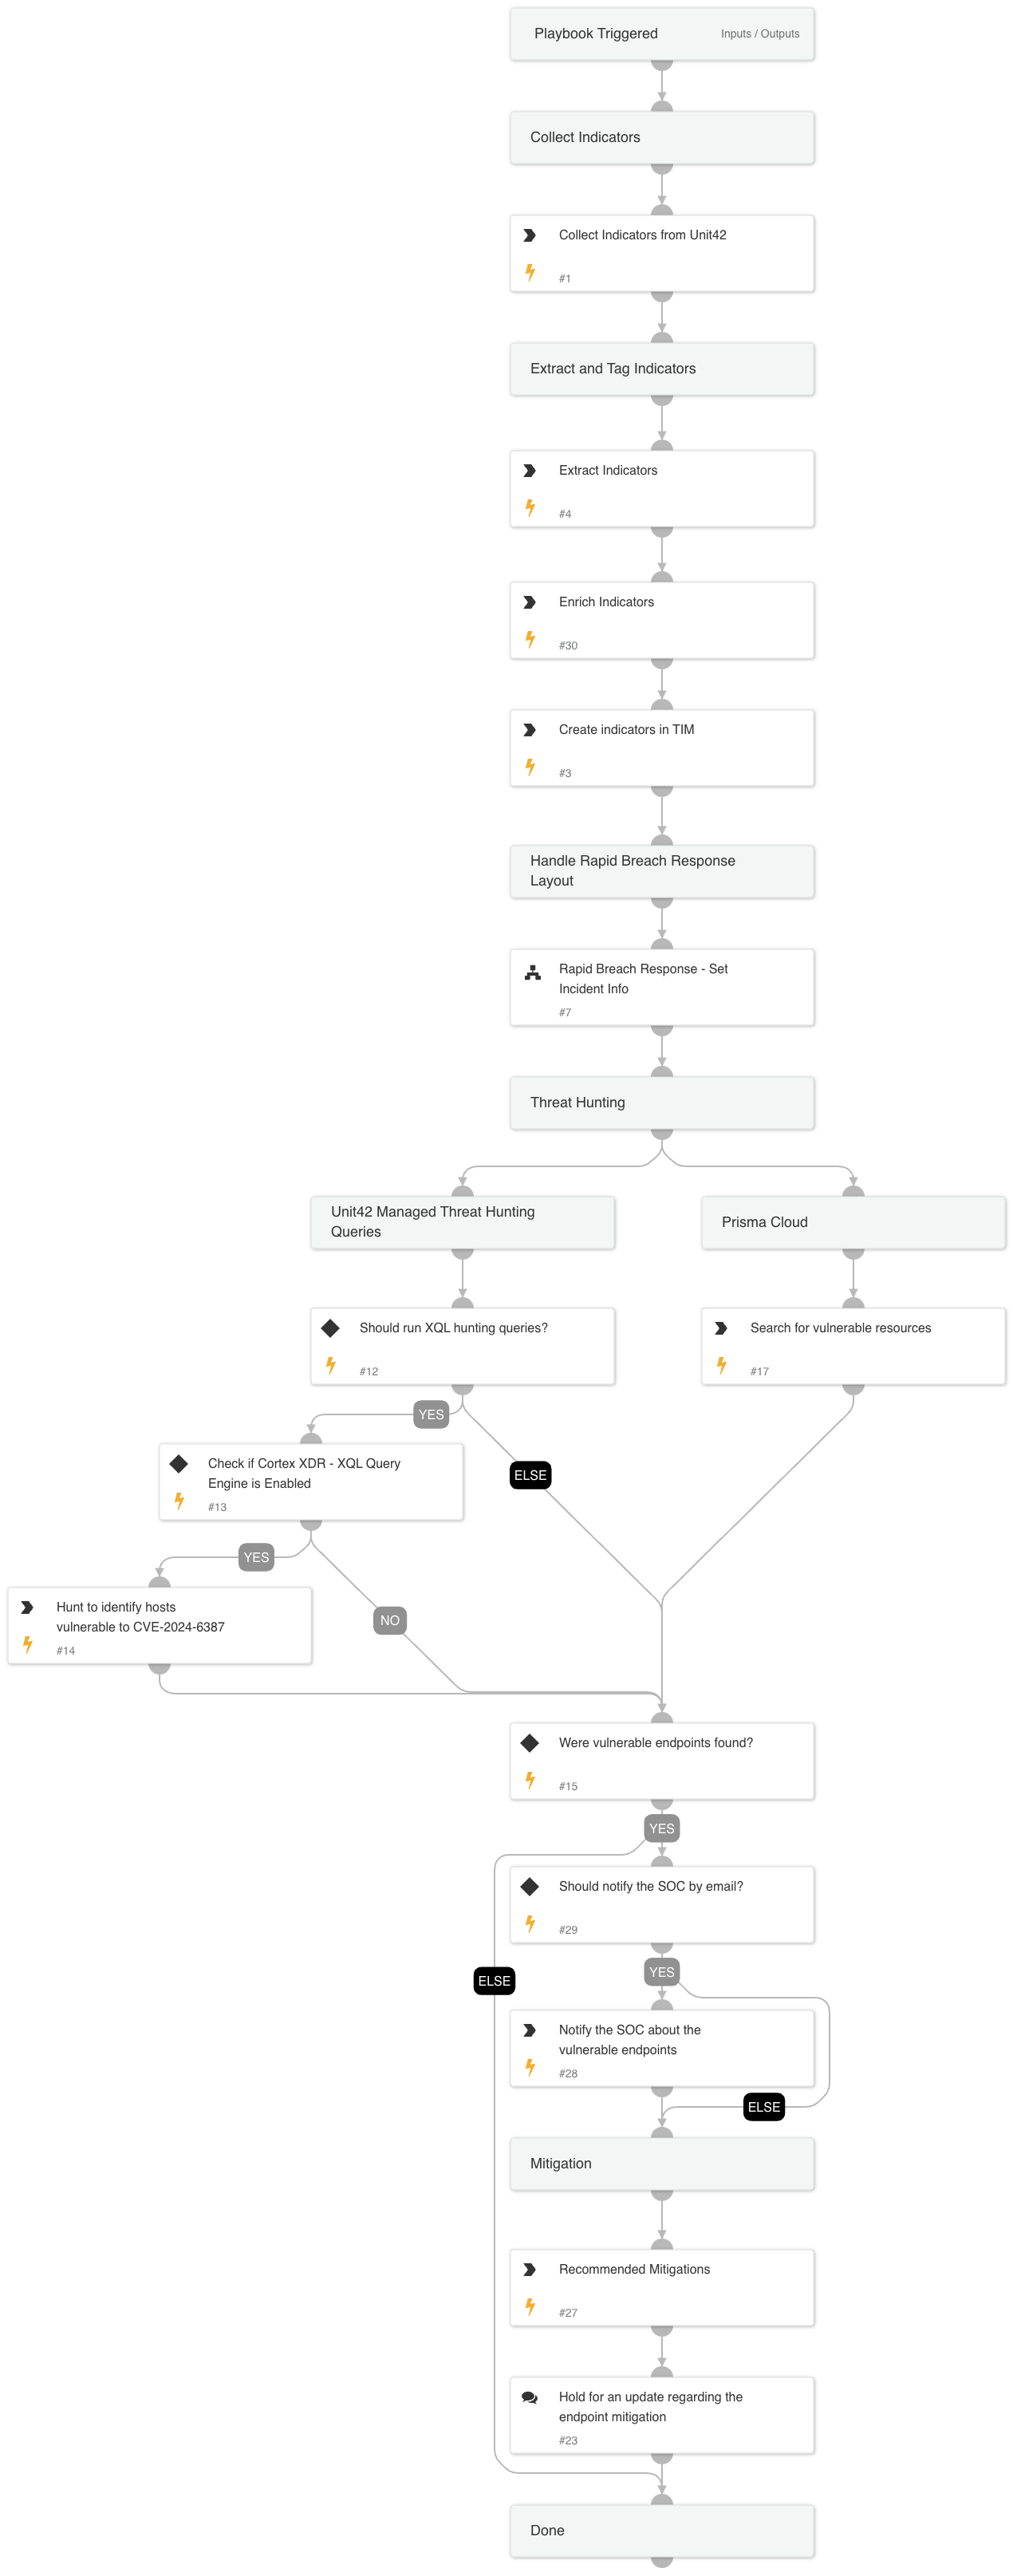 Playbook Triggered
Inputs / Outputs
Collect Indicators
Collect Indicators from Unit42
#1
Extract and Tag Indicators
Extract Indicators
#4
Enrich Indicators
#30
Create indicators in TIM
#3
Handle Rapid Breach Response
Layout
Rapid Breach Response - Set
Incident Info
#7
Threat Hunting
Unit42 Managed Threat Hunting
Queries
Prisma Cloud
Should run XQL hunting queries?
#12
Search for vulnerable resources
#17
YES
ELSE
Check if Cortex XDR - XQL Query
Engine is Enabled
#13
YES
NO
Hunt to identify hosts
vulnerable to CVE-2024-6387
#14
Were vulnerable endpoints found?
#15
YES
Should notify the SOC by email?
#29
YES
ELSE
Notify the SOC about the
vulnerable endpoints
#28
ELSE
Mitigation
Recommended Mitigations
#27
Hold for an update regarding the
endpoint mitigation
#23
Done